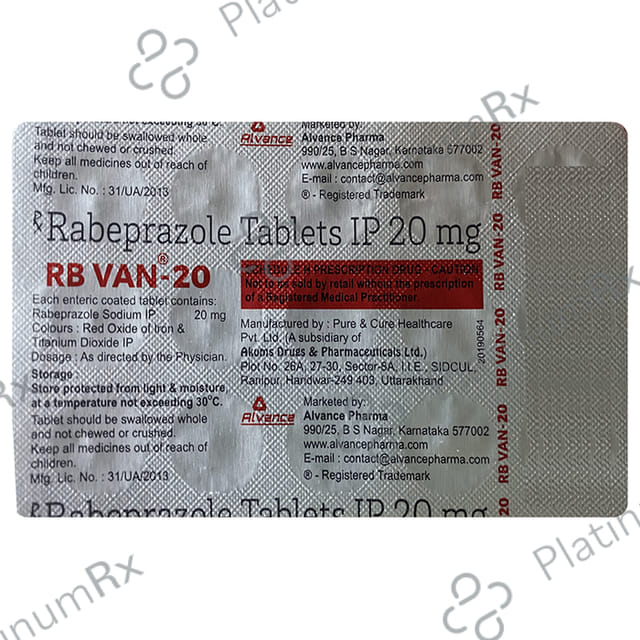 PlatinumRx
not exceeding 30°C.
Tablet should be swallowed whole
and not chewed or crushed.
Keep all medicines out of reach of
children.
Mfg. Lic. No. : 31/UA/2013
Alvance
Marketed by:
Alvance Pharma
990/25, B S Nagar, Karnataka 577002
www.alvancepharma.com
E-mail : contact@alvancepharma.com
® - Registered Trademark
RB VAN-20
℞ Rabeprazole Tablets IP 20 mg
RB VAN®-20
Each enteric coated tablet contains:
Rabeprazole Sodium IP 20 mg
Colours : Red Oxide of Iron &
Titanium Dioxide IP
Dosage : As directed by the Physician.
Storage :
Store protected from light & moisture,
at a temperature not exceeding 30°C.
Tablet should be swallowed whole
and not chewed or crushed.
Keep all medicines out of reach of
children.
Mfg. Lic. No. : 31/UA/2013
SCHEDULE H PRESCRIPTION DRUG - CAUTION
Not to be sold by retail without the prescription
of a Registered Medical Practitioner.
Manufactured by : Pure & Cure Healthcare
Pvt. Ltd. (A subsidiary of
Akums Drugs & Pharmaceuticals Ltd.)
Plot No. 26A, 27-30, Sector-8A, I.I.E., SIDCUL,
Ranipur, Haridwar-249 403, Uttarakhand
20190564
RB VAN-20
Alvance
Marketed by:
Alvance Pharma
990/25, B S Nagar, Karnataka 577002
www.alvancepharma.com
E-mail : contact@alvancepharma.com
® - Registered Trademark
RB VAN-20
20
℞ Rabeprazole Tablets IP 20 mg
PlatinumRx
PlatinumRx